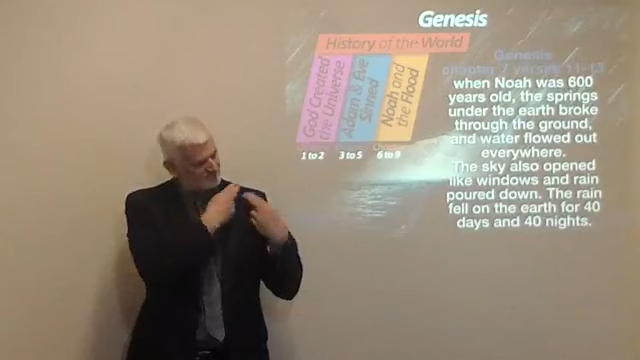 Genesis
History of the World
God Created
the Universe
Adam & Eve
Sinned
Noah and
the Flood
1 to 2
3 to 5
6 to 9
Genesis
chapter 7 verses 11-13
when Noah was 600
years old, the springs
under the earth broke
through the ground,
and water flowed out
everywhere.
The sky also opened
like windows and rain
poured down. The rain
fell on the earth for 40
days and 40 nights.